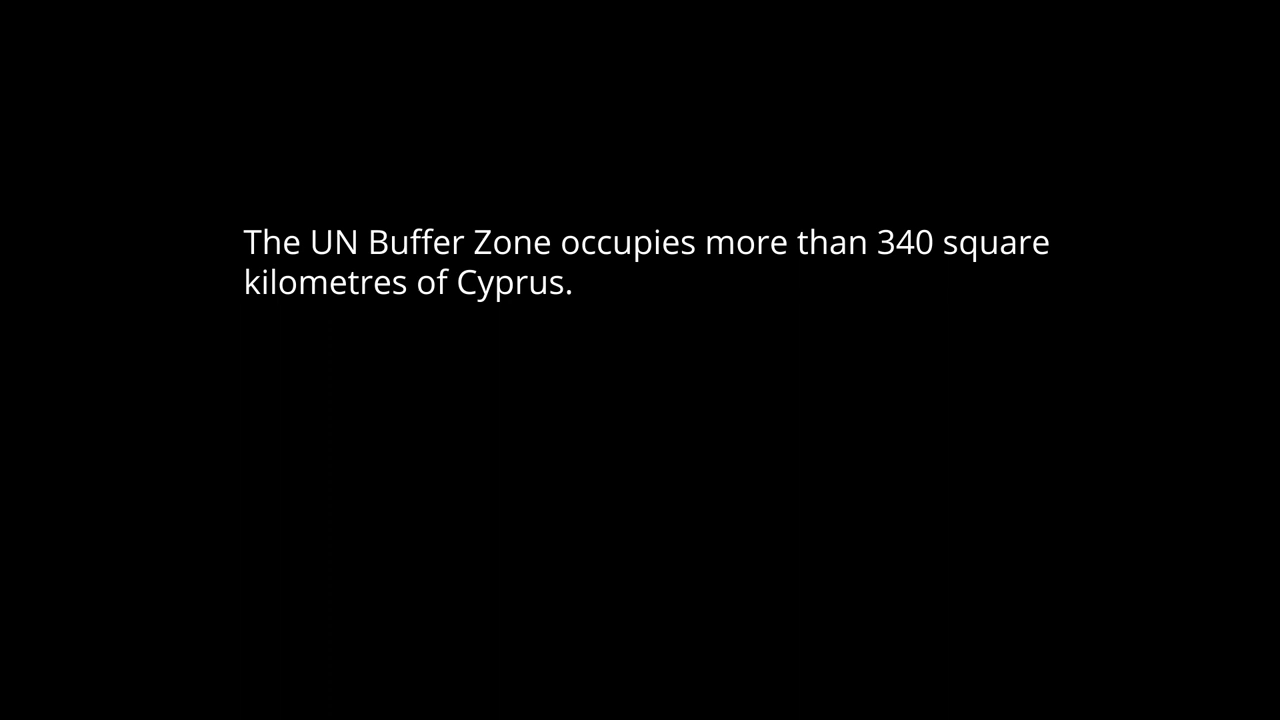 The UN Buffer Zone occupies more than 340 square
kilometres of Cyprus.